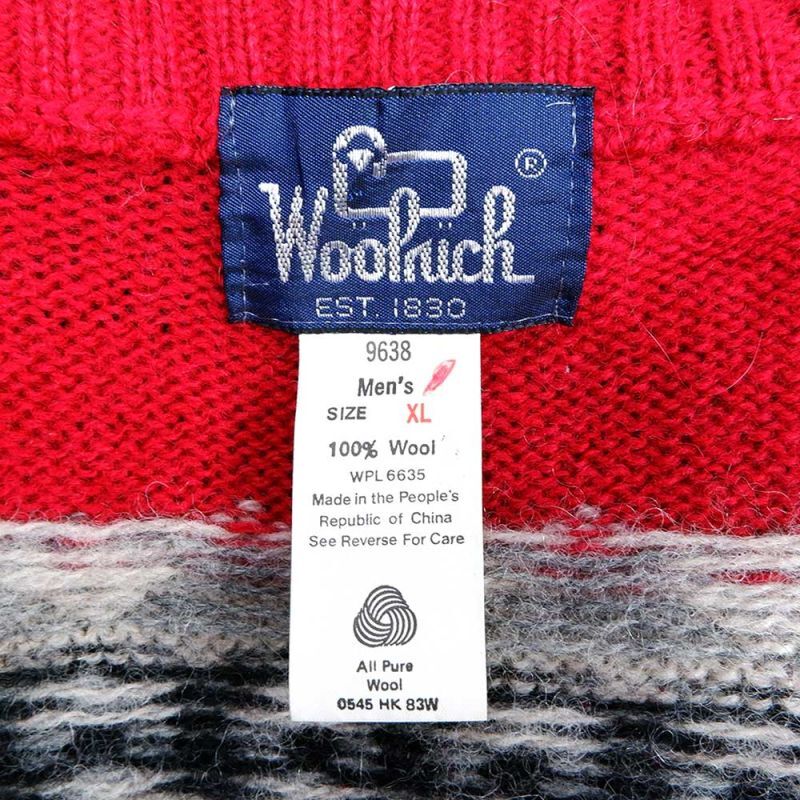 ®
Woolrich
EST. 1830
9638
Men's
SIZE XL
100% Wool
WPL 6635
Made in the People's
Republic of China
See Reverse For Care
All Pure
Wool
0545 HK 83W